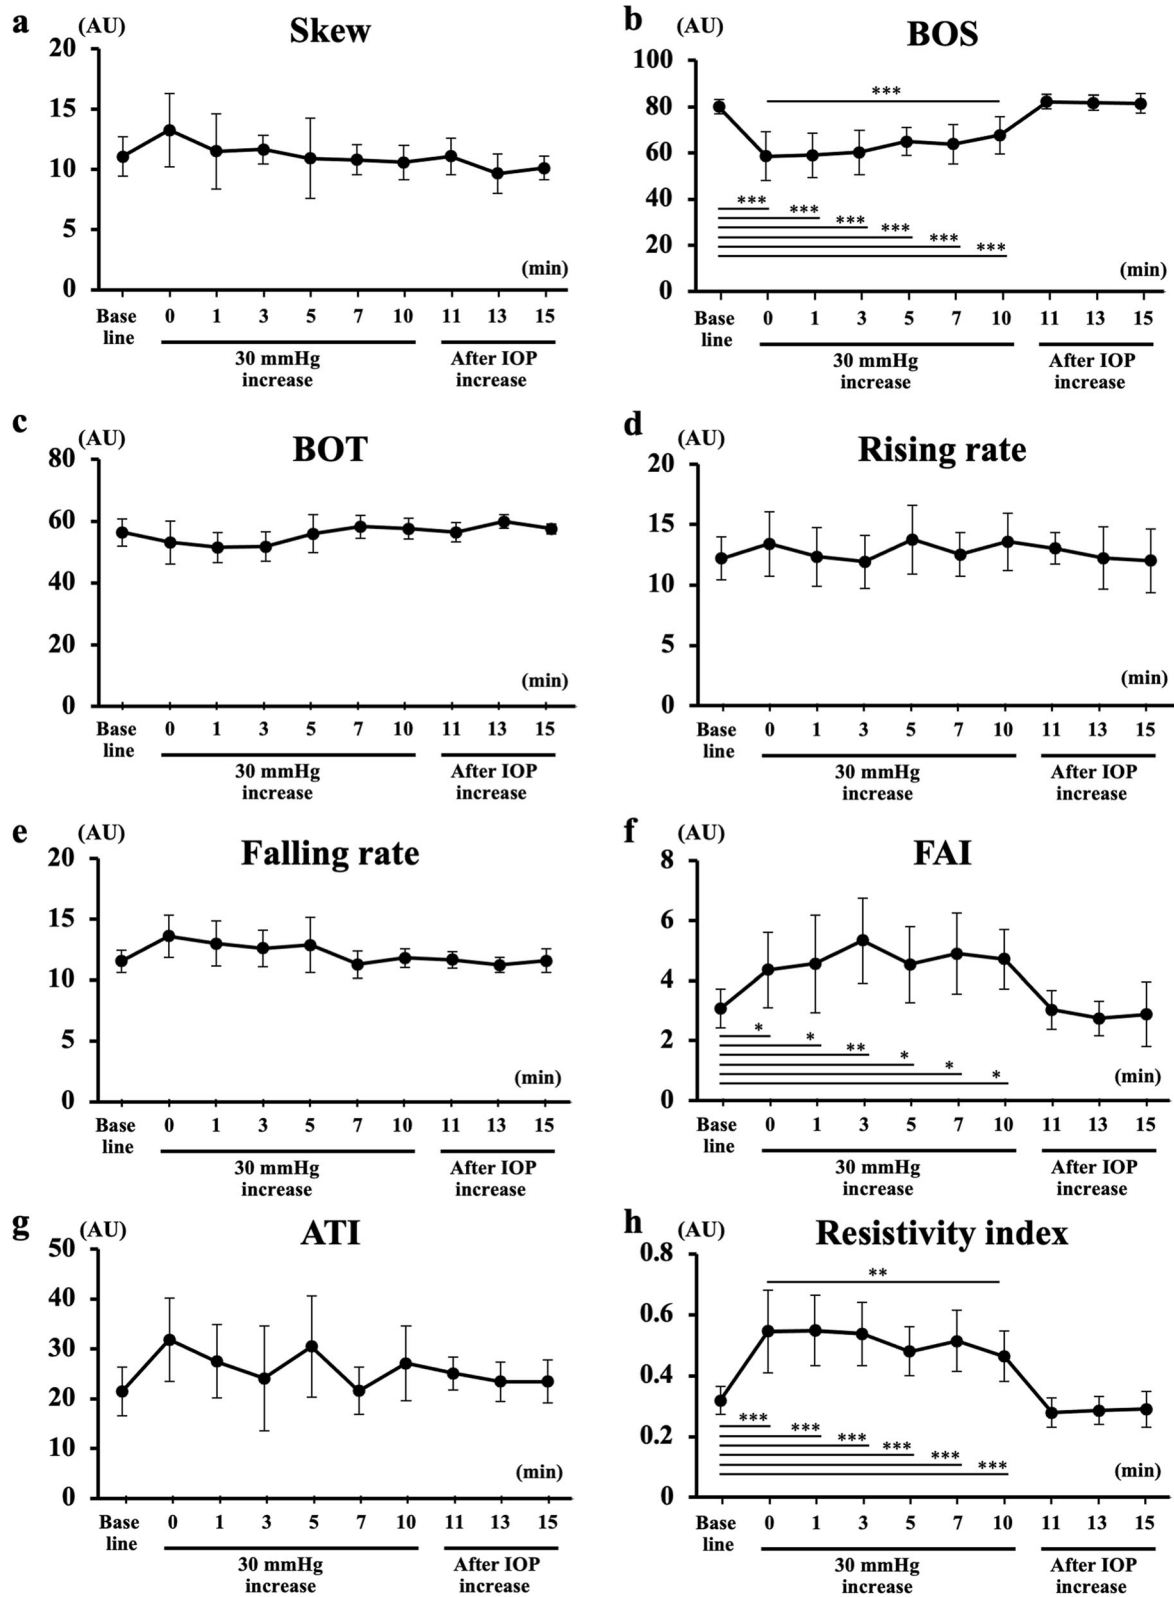 a (AU) Skew
20
15
10
5
0
(min)
Base line 0 1 3 5 7 10 11 13 15
30 mmHg increase
After IOP increase
b (AU) BOS
100
80
60
40
20
0
***
***
***
***
***
***
***
(min)
Base line 0 1 3 5 7 10 11 13 15
30 mmHg increase
After IOP increase
c (AU) BOT
80
60
40
20
0
(min)
Base line 0 1 3 5 7 10 11 13 15
30 mmHg increase
After IOP increase
d (AU) Rising rate
20
15
10
5
0
(min)
Base line 0 1 3 5 7 10 11 13 15
30 mmHg increase
After IOP increase
e (AU) Falling rate
20
15
10
5
0
(min)
Base line 0 1 3 5 7 10 11 13 15
30 mmHg increase
After IOP increase
f (AU) FAI
8
6
4
2
0
*
*
**
*
*
*
(min)
Base line 0 1 3 5 7 10 11 13 15
30 mmHg increase
After IOP increase
g (AU) ATI
50
40
30
20
10
0
(min)
Base line 0 1 3 5 7 10 11 13 15
30 mmHg increase
After IOP increase
h (AU) Resistivity index
0.8
0.6
0.4
0.2
0
**
***
***
***
***
***
***
(min)
Base line 0 1 3 5 7 10 11 13 15
30 mmHg increase
After IOP increase